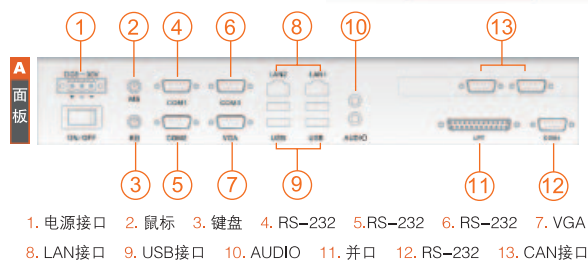 ① ② ④ ⑥ ⑧ ⑩ ⑬
A 面板
LAN2 LAN1
MS COM1 COM3
ON/OFF KB COM2 VGA USB USB AUDIO LPT
③ ⑤ ⑦ ⑨ ⑪ ⑫
1. 电源接口 2. 鼠标 3. 键盘 4. RS-232 5.RS-232 6. RS-232 7. VGA
8. LAN接口 9. USB接口 10. AUDIO 11. 并口 12. RS-232 13. CAN接口